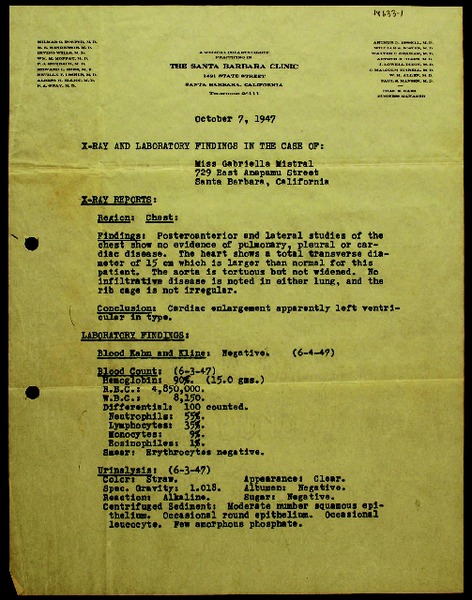 14633-1
THE SANTA BARBARA CLINIC
1421 STATE STREET
SANTA BARBARA, CALIFORNIA
BUSINESS MANAGER
October 7, 1947
X-RAY AND LABORATORY FINDINGS IN THE CASE OF:
Miss Gabriella Mistral
729 East Anapamu Street
Santa Barbara, California
X-RAY REPORTS:
Region: Chest:
Findings: Posteroanterior and lateral studies of the
chest show no evidence of pulmonary, pleural or car-
diac disease. The heart shows a total transverse dia-
meter of 15 cm which is larger than normal for this
patient. The aorta is tortuous but not widened. No
infiltrative disease is noted in either lung, and the
rib cage is not irregular.
Conclusion: Cardiac enlargement apparently left ventri-
cular in type.
LABORATORY FINDINGS:
Blood Kahn and Kline: Negative. (6-4-47)
Blood Count: (6-3-47)
Hemoglobin: 90%. (15.0 gms.)
R.B.C.: 4,850,000.
W.B.C.: 8,150.
Differential: 100 counted.
Neutrophils: 55%
Lymphocytes: 35%
Monocytes: 9%
Eosinophiles: 1%
Smear: Erythrocytes negative.
Urinalysis: (6-3-47)
Color: Straw. Appearance: Clear.
Spec. Gravity: 1.018. Albumen: Negative.
Reaction: Alkaline. Sugar: Negative.
Centrifuged Sediment: Moderate number squamous epi-
thelium. Occasional round epithelium. Occasional
leucocyte. Few amorphous phosphate.